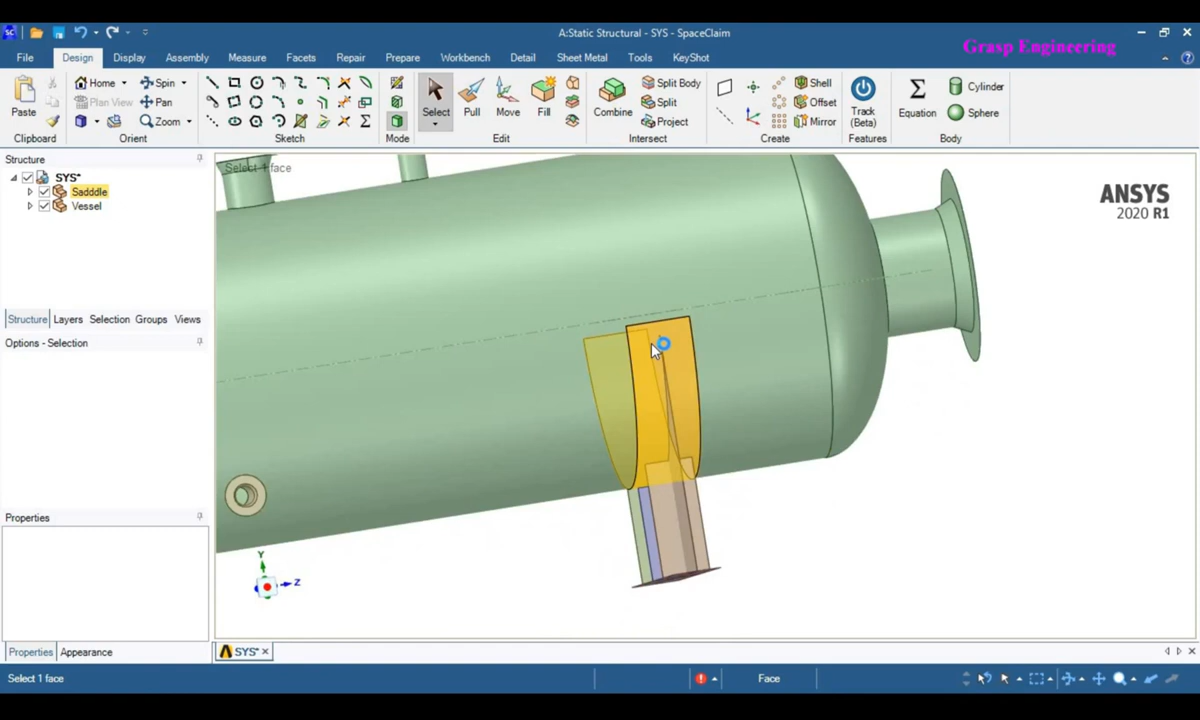 A:Static Structural - SYS - SpaceClaim
Grasp Engineering
File Design Display Assembly Measure Facets Repair Prepare Workbench Detail Sheet Metal Tools KeyShot
Paste
Home Spin
Plan View Pan
Zoom
Select Pull Move Fill
Combine
Split Body
Split
Project
Shell
Offset
Mirror
Track
(Beta)
Equation
Cylinder
Sphere
Clipboard Orient Sketch Mode Edit Intersect Create Features Body
Structure
SYS*
Sadddle
Vessel
Structure Layers Selection Groups Views
Options - Selection
Properties
Properties Appearance
Select 1 face
ANSYS
2020 R1
Y
Z
SYS*
Select 1 face
Face